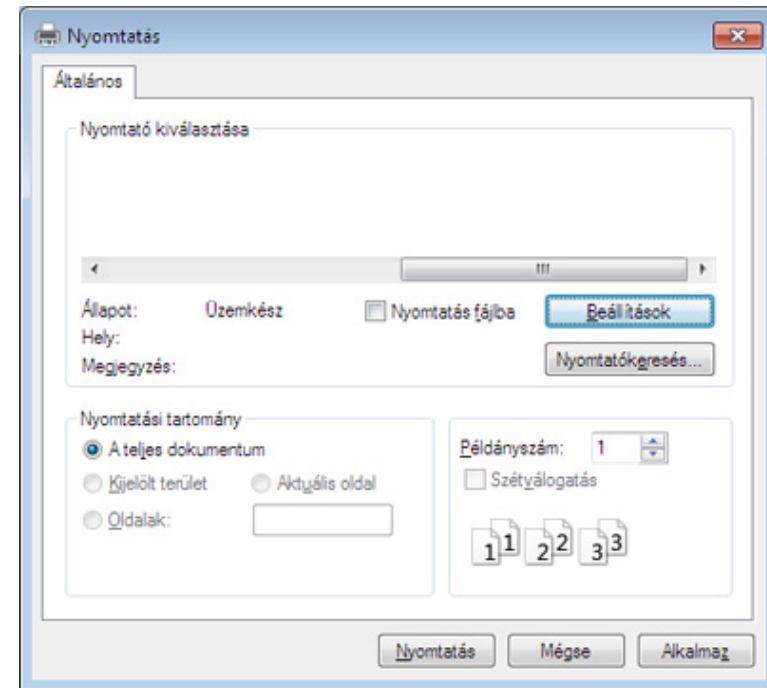 Nyomtatás
Általános
Nyomtató kiválasztása
Állapot: Üzemkész
Nyomtatás fájlba
Beállítások
Hely:
Megjegyzés:
Nyomtatókeresés...
Nyomtatási tartomány
A teljes dokumentum
Kijelölt terület
Aktuális oldal
Oldalak:
Példányszám: 1
Szétválogatás
1 1 2 2 3 3
Nyomtatás
Mégse
Alkalmaz